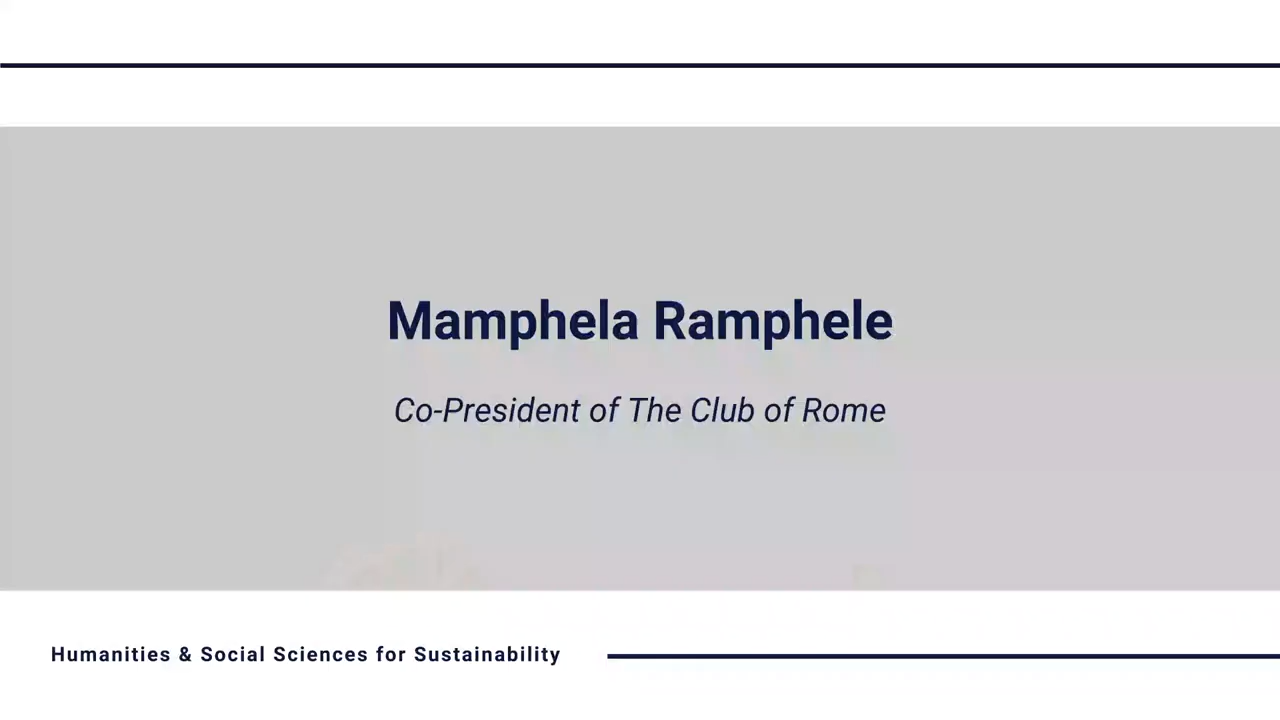 Mamphela Ramphele
Co-President of The Club of Rome
Humanities & Social Sciences for Sustainability